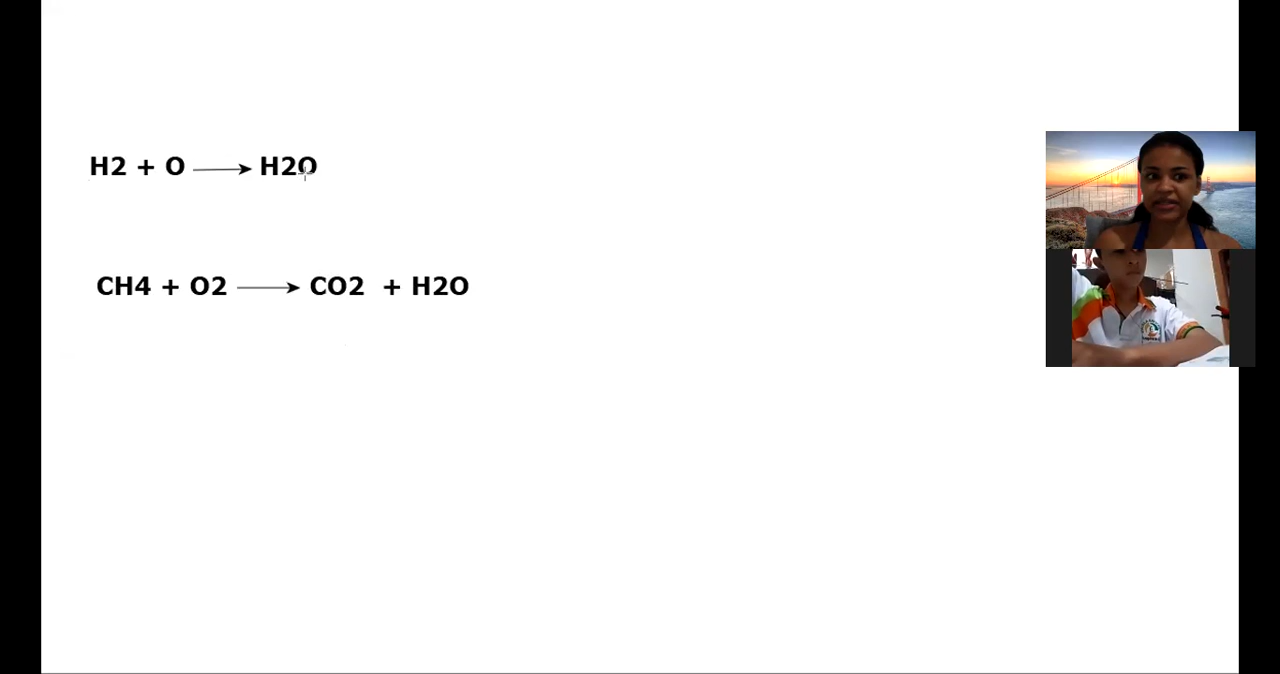 H2 + O → H2O
CH4 + O2 → CO2 + H2O